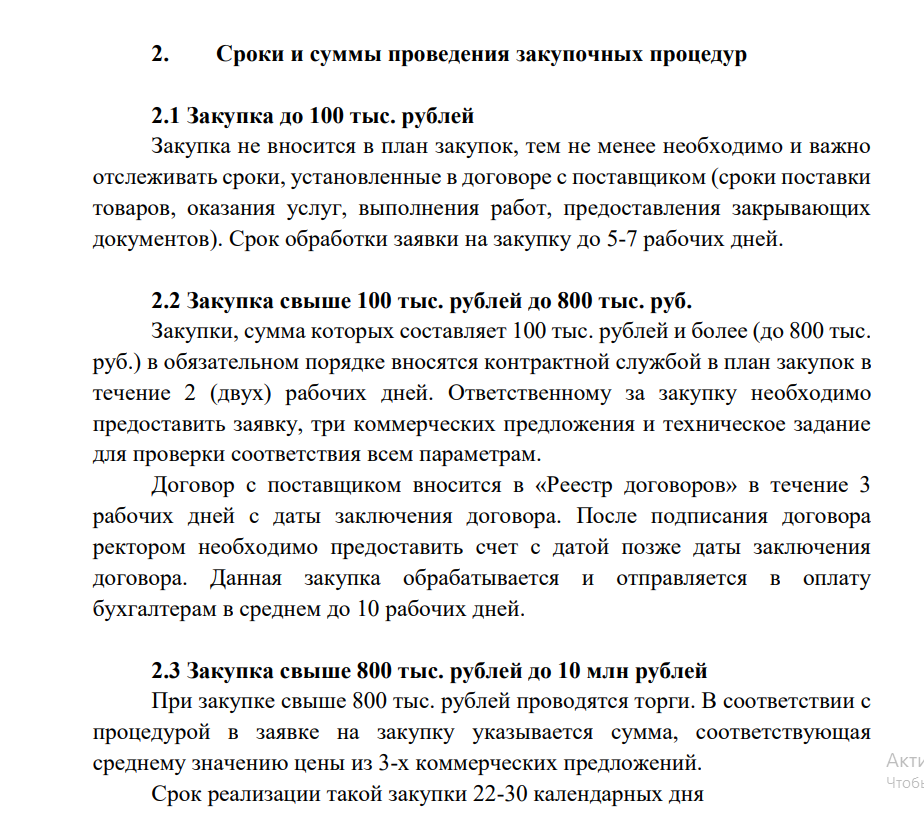 2. Сроки и суммы проведения закупочных процедур
2.1 Закупка до 100 тыс. рублей
Закупка не вносится в план закупок, тем не менее необходимо и важно
отслеживать сроки, установленные в договоре с поставщиком (сроки поставки
товаров, оказания услуг, выполнения работ, предоставления закрывающих
документов). Срок обработки заявки на закупку до 5-7 рабочих дней.
2.2 Закупка свыше 100 тыс. рублей до 800 тыс. руб.
Закупки, сумма которых составляет 100 тыс. рублей и более (до 800 тыс.
руб.) в обязательном порядке вносятся контрактной службой в план закупок в
течение 2 (двух) рабочих дней. Ответственному за закупку необходимо
предоставить заявку, три коммерческих предложения и техническое задание
для проверки соответствия всем параметрам.
Договор с поставщиком вносится в «Реестр договоров» в течение 3
рабочих дней с даты заключения договора. После подписания договора
ректором необходимо предоставить счет с датой позже даты заключения
договора. Данная закупка обрабатывается и отправляется в оплату
бухгалтерам в среднем до 10 рабочих дней.
2.3 Закупка свыше 800 тыс. рублей до 10 млн рублей
При закупке свыше 800 тыс. рублей проводятся торги. В соответствии с
процедурой в заявке на закупку указывается сумма, соответствующая
среднему значению цены из 3-х коммерческих предложений.
Срок реализации такой закупки 22-30 календарных дня